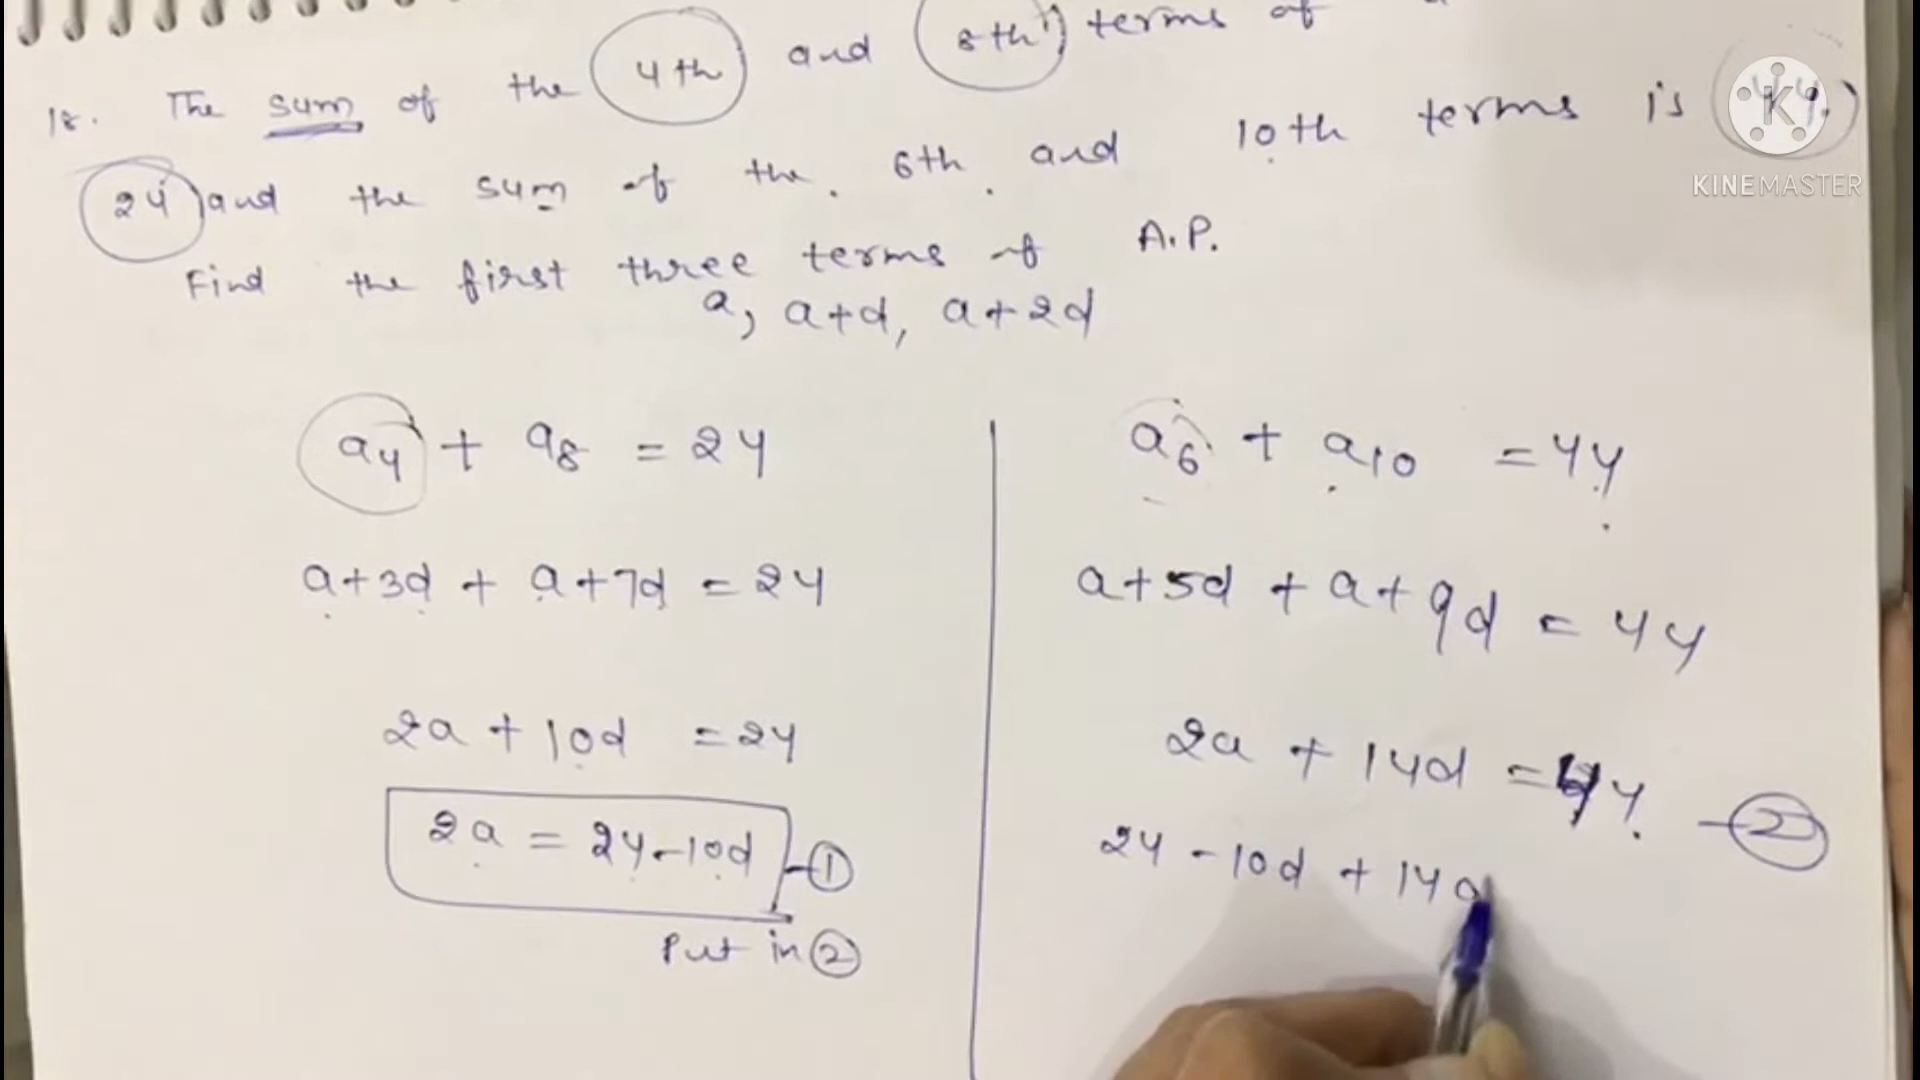 18. The sum of the 4th and 8th terms of
24 and the sum of the 6th and 10th terms is 44.
Find the first three terms of A.P.
a, a+d, a+2d
a4 + a8 = 24
a+3d + a+7d = 24
2a + 10d = 24
2a = 24-10d - ①
Put in ②
a6 + a10 = 44
a+5d + a+9d = 44
2a + 14d = 44 - ②
24 - 10d + 14d
KINEMASTER